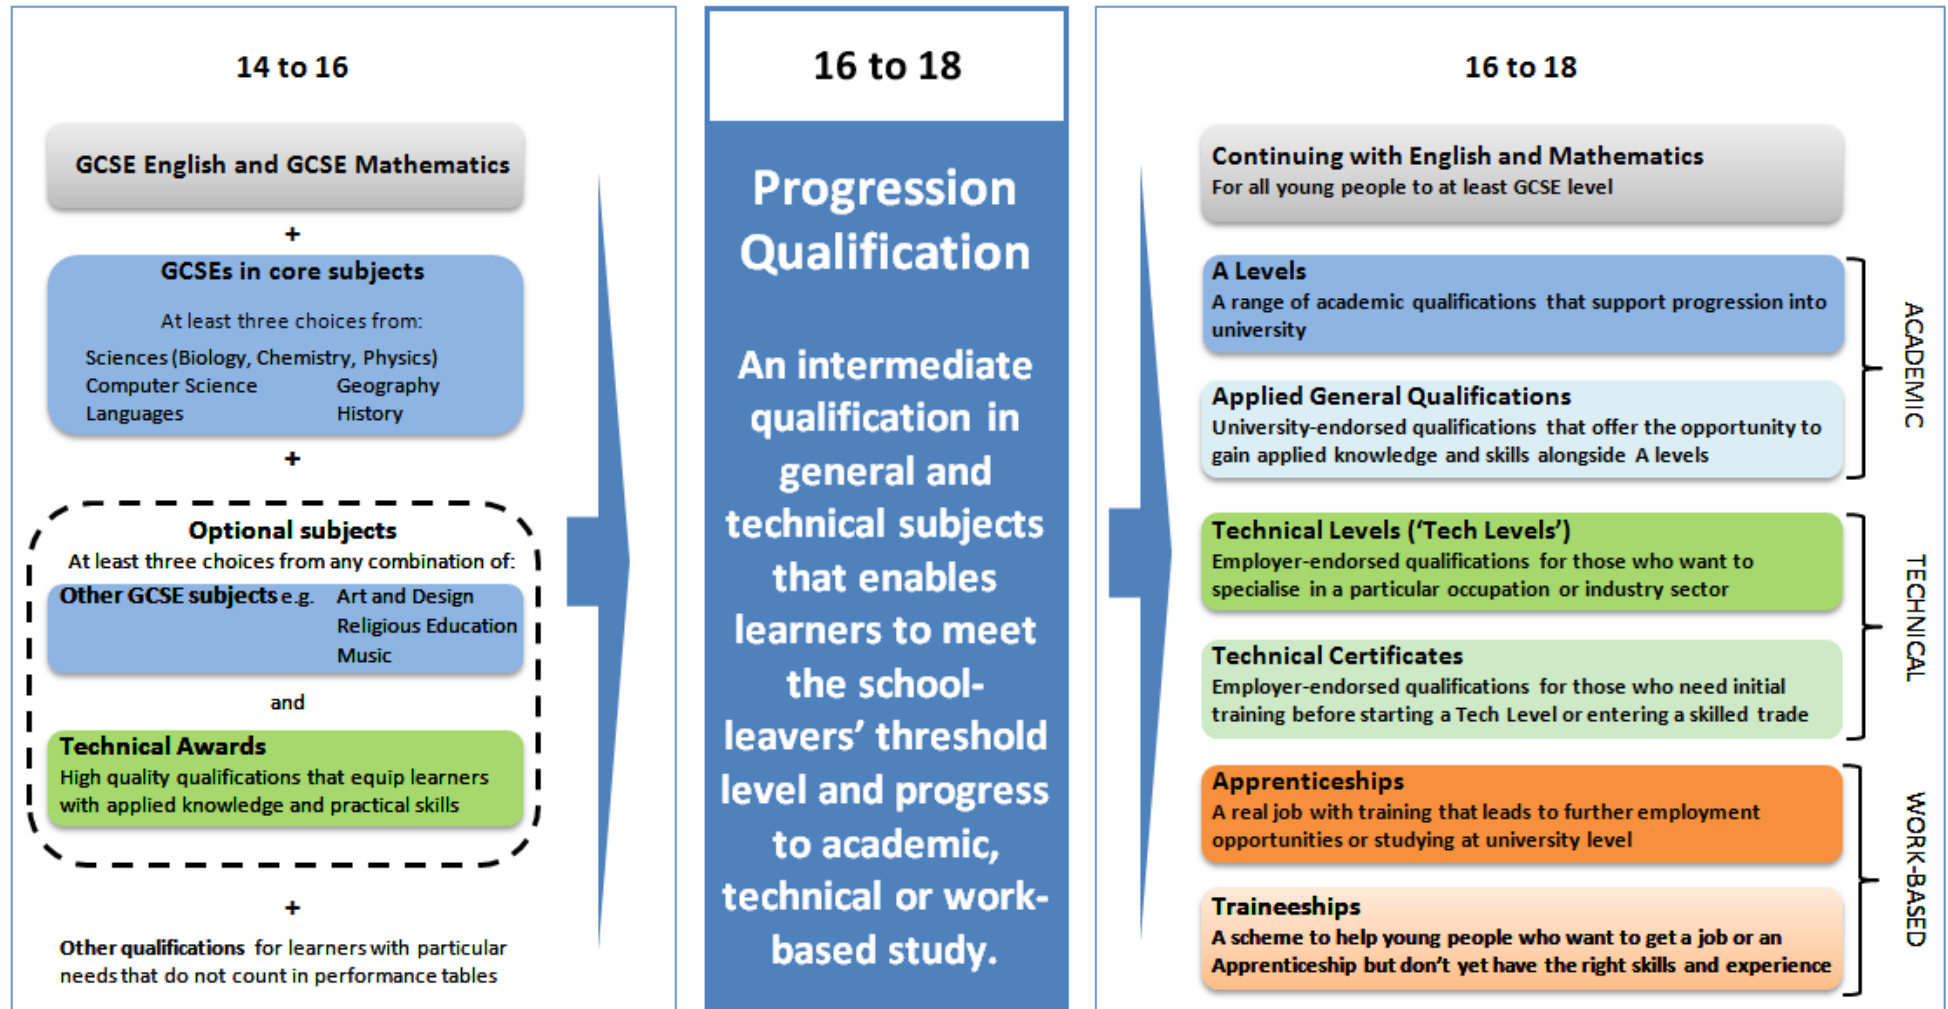 14 to 16
GCSE English and GCSE Mathematics
+
GCSEs in core subjects
At least three choices from:
Sciences (Biology, Chemistry, Physics)
Computer Science Geography
Languages History
+
Optional subjects
At least three choices from any combination of:
Other GCSE subjects e.g. Art and Design
Religious Education
Music
and
Technical Awards
High quality qualifications that equip learners
with applied knowledge and practical skills
+
Other qualifications for learners with particular
needs that do not count in performance tables
16 to 18
Progression
Qualification
An intermediate
qualification in
general and
technical subjects
that enables
learners to meet
the school-
leavers’ threshold
level and progress
to academic,
technical or work-
based study.
16 to 18
Continuing with English and Mathematics
For all young people to at least GCSE level
A Levels
A range of academic qualifications that support progression into
university
Applied General Qualifications
University-endorsed qualifications that offer the opportunity to
gain applied knowledge and skills alongside A levels
ACADEMIC
Technical Levels (‘Tech Levels’)
Employer-endorsed qualifications for those who want to
specialise in a particular occupation or industry sector
Technical Certificates
Employer-endorsed qualifications for those who need initial
training before starting a Tech Level or entering a skilled trade
TECHNICAL
Apprenticeships
A real job with training that leads to further employment
opportunities or studying at university level
Traineeships
A scheme to help young people who want to get a job or an
Apprenticeship but don’t yet have the right skills and experience
WORK-BASED